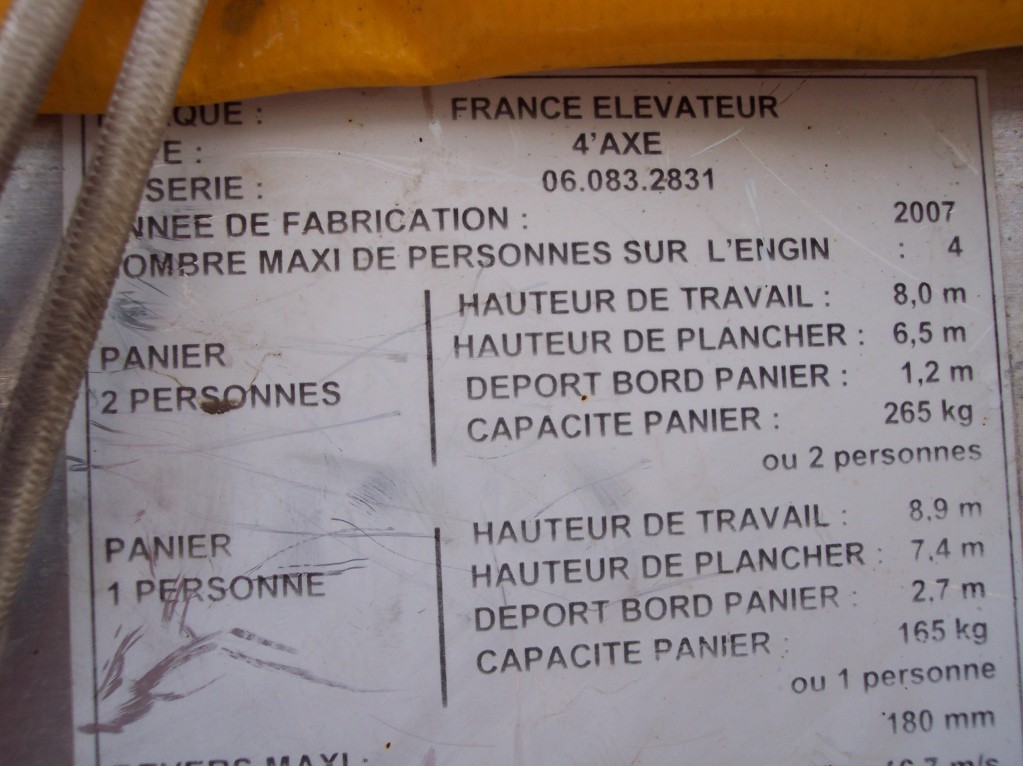 FRANCE ELEVATEUR
4'AXE
SERIE : 06.083.2831
ANNEE DE FABRICATION : 2007
NOMBRE MAXI DE PERSONNES SUR L'ENGIN : 4
PANIER
2 PERSONNES
HAUTEUR DE TRAVAIL : 8,0 m
HAUTEUR DE PLANCHER : 6,5 m
DEPORT BORD PANIER : 1,2 m
CAPACITE PANIER : 265 kg
ou 2 personnes
PANIER
1 PERSONNE
HAUTEUR DE TRAVAIL : 8,9 m
HAUTEUR DE PLANCHER : 7,4 m
DEPORT BORD PANIER : 2,7 m
CAPACITE PANIER : 165 kg
ou 1 personne
180 mm
MAXI :